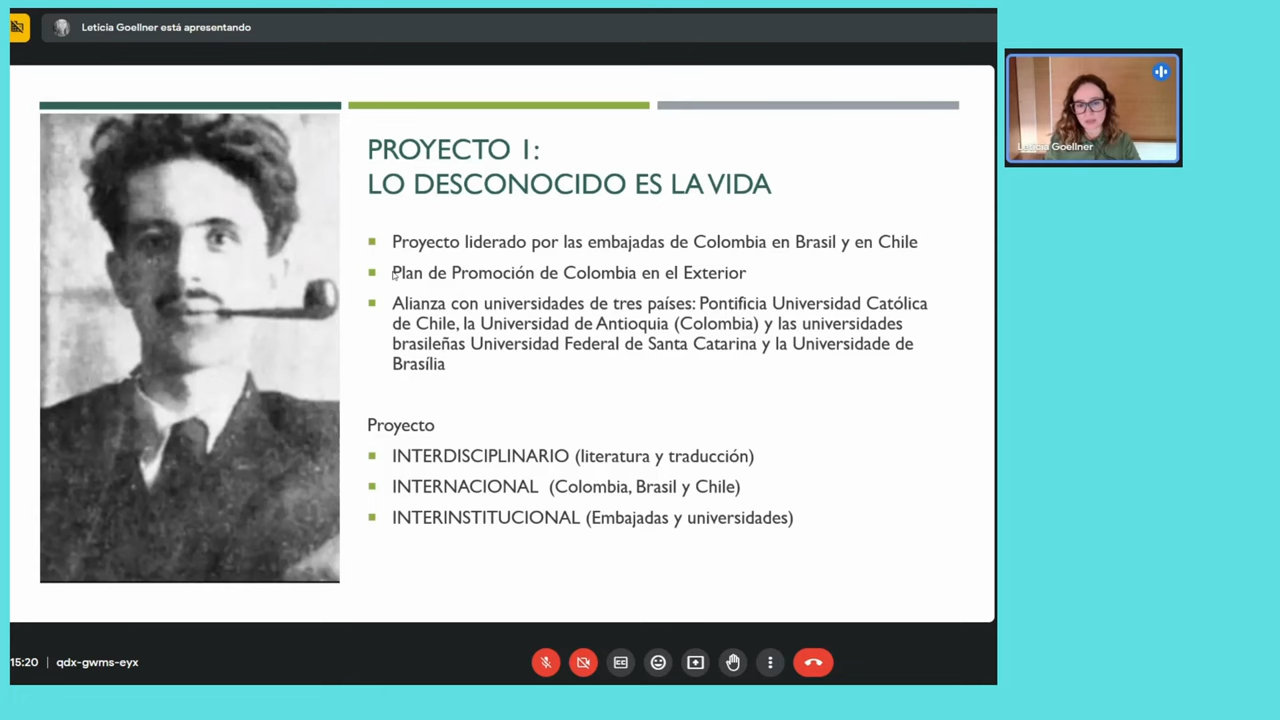 Leticia Goellner está apresentando
PROYECTO 1:
LO DESCONOCIDO ES LA VIDA
Proyecto liderado por las embajadas de Colombia en Brasil y en Chile
Plan de Promoción de Colombia en el Exterior
Alianza con universidades de tres países: Pontificia Universidad Católica
de Chile, la Universidad de Antioquia (Colombia) y las universidades
brasileñas Universidad Federal de Santa Catarina y la Universidade de
Brasília
Proyecto
INTERDISCIPLINARIO (literatura y traducción)
INTERNACIONAL (Colombia, Brasil y Chile)
INTERINSTITUCIONAL (Embajadas y universidades)
Leticia Goellner
15:20 | qdx-gwms-eyx